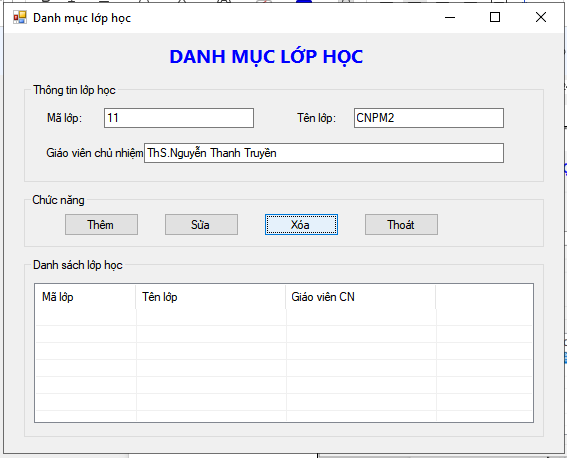 Danh mục lớp học
DANH MỤC LỚP HỌC
Thông tin lớp học
Mã lớp: 11 Tên lớp: CNPM2
Giáo viên chủ nhiệm ThS.Nguyễn Thanh Truyền
Chức năng
Thêm Sửa Xóa Thoát
Danh sách lớp học
Mã lớp Tên lớp Giáo viên CN